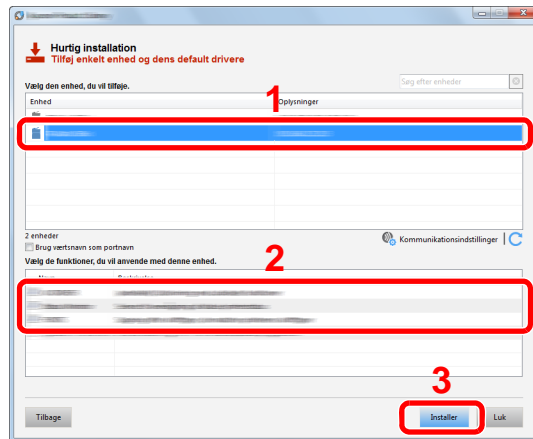 Hurtig installation
Tilføj enkelt enhed og dens default drivere
Søg efter enheder
Vælg den enhed, du vil tilføje.
1
Enhed Oplysninger
2 enheder
Kommunikationsindstillinger
Brug værtsnavn som portnavn
2
Vælg de funktioner, du vil anvende med denne enhed.
3
Tilbage Installer Luk